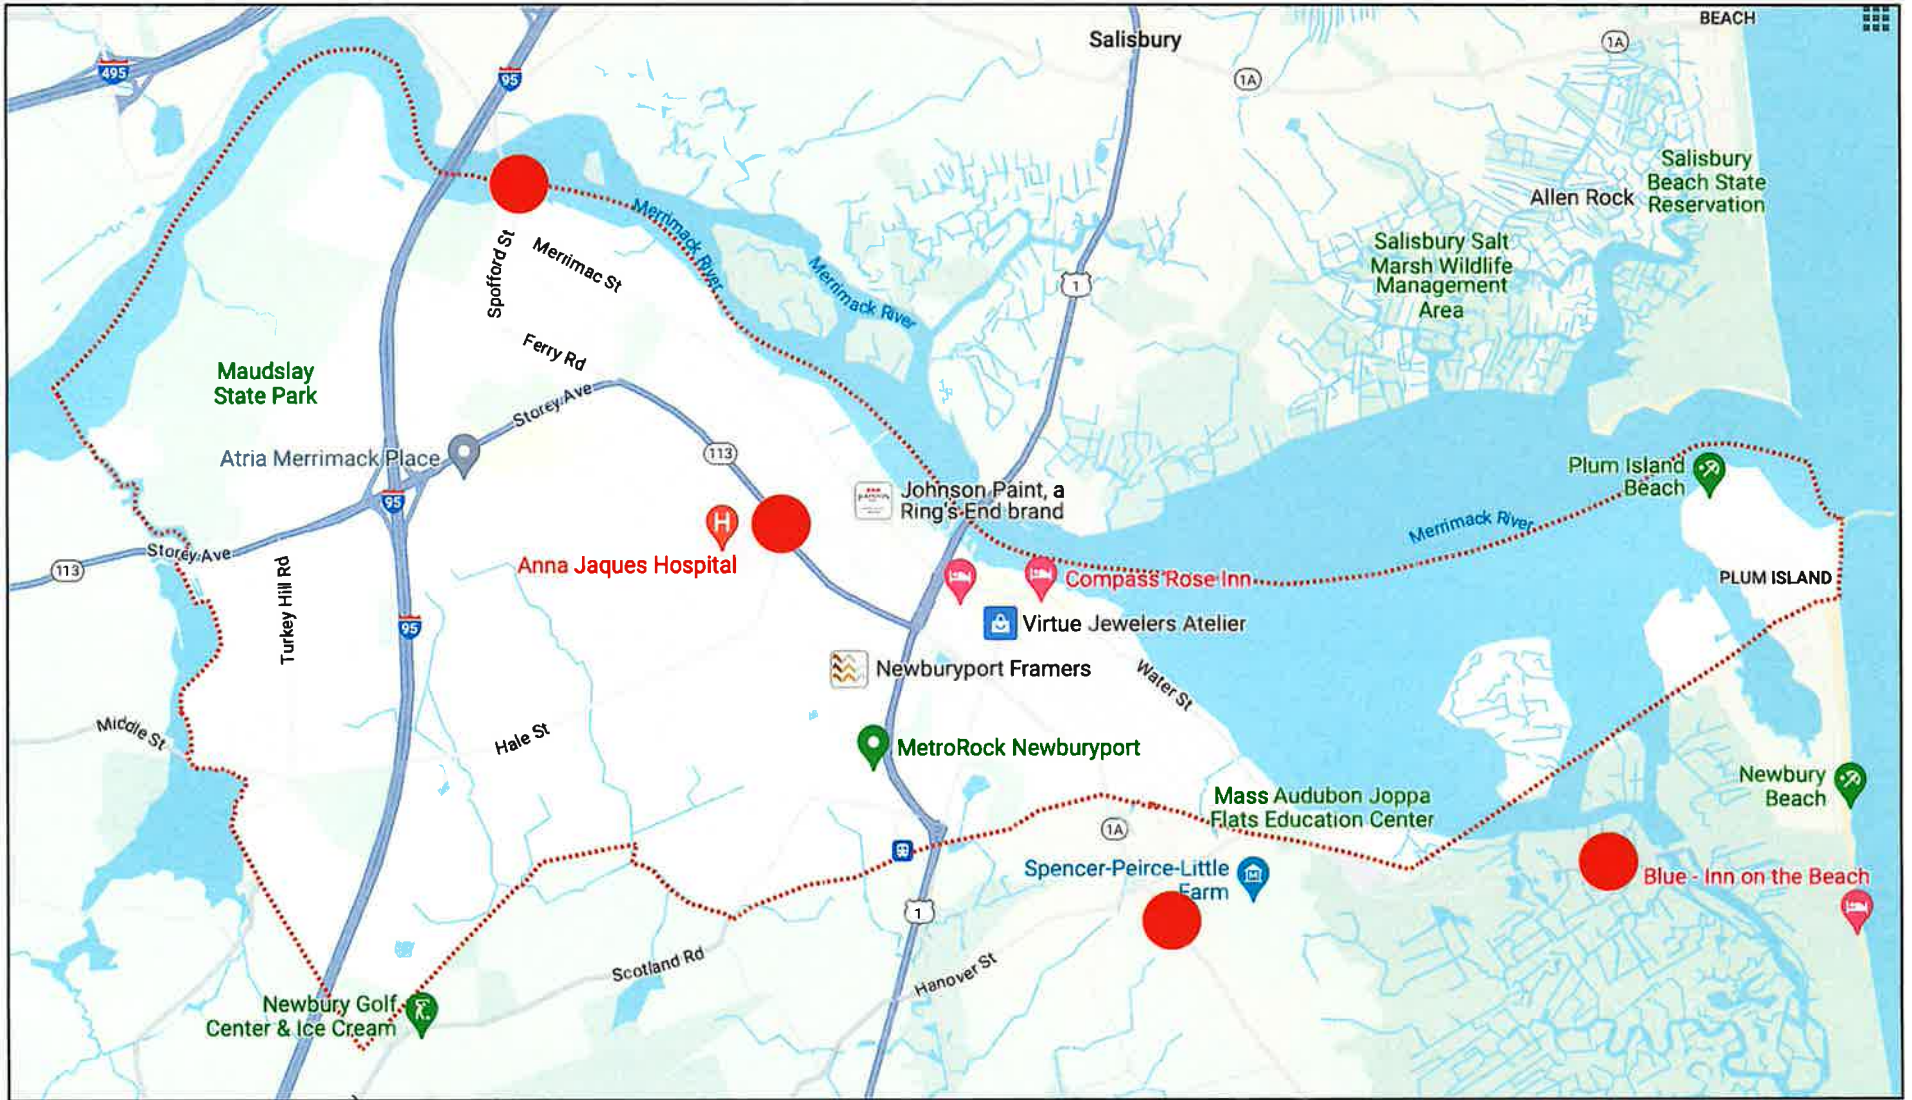 BEACH
Salisbury
1A
1A
495
95
Salisbury
Beach State
Reservation
Allen Rock
Merrimack River
Spofford St
Merrimac St
Salisbury Salt
Marsh Wildlife
Management
Area
Merrimack River
1
Ferry Rd
Maudslay
State Park
Storey Ave
Atria Merrimack Place
113
Plum Island
Beach
95
Johnson Paint, a
Ring's End brand
Merrimack River
H
Storey Ave
113
Anna Jaques Hospital
Compass Rose Inn
PLUM ISLAND
Turkey Hill Rd
95
Virtue Jewelers Atelier
Newburyport Framers
Water St
Middle St
Hale St
MetroRock Newburyport
Newbury
Beach
Mass Audubon Joppa
Flats Education Center
1A
Spencer-Peirce-Little
Farm
Blue - Inn on the Beach
1
Scotland Rd
Hanover St
Newbury Golf
Center & Ice Cream